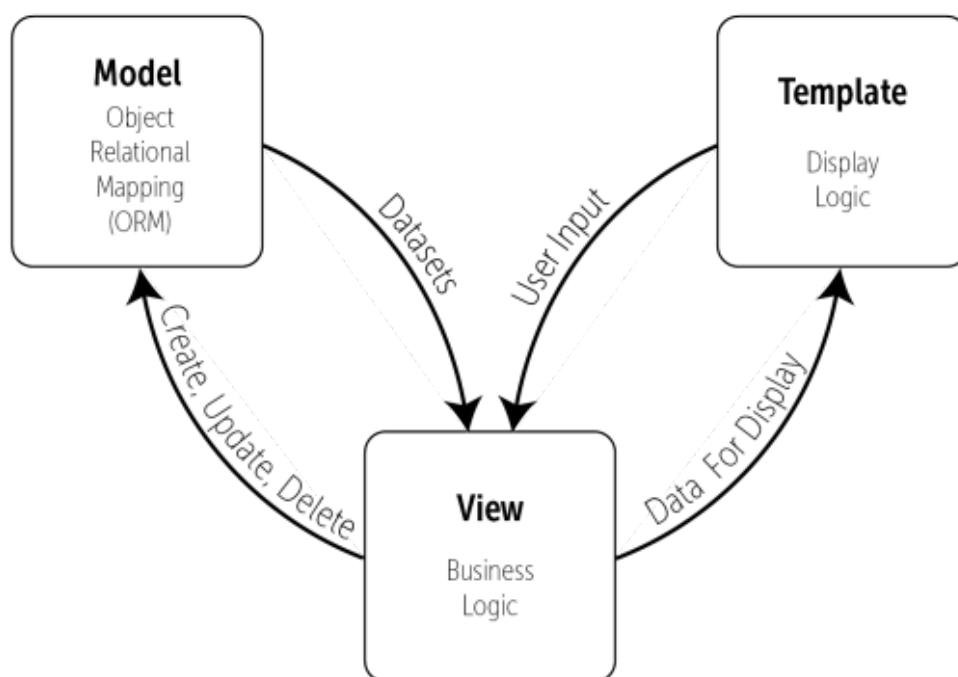 Model
Object
Relational
Mapping
(ORM)
Template
Display
Logic
Datasets
User Input
Create, Update, Delete
Data For Display
View
Business
Logic